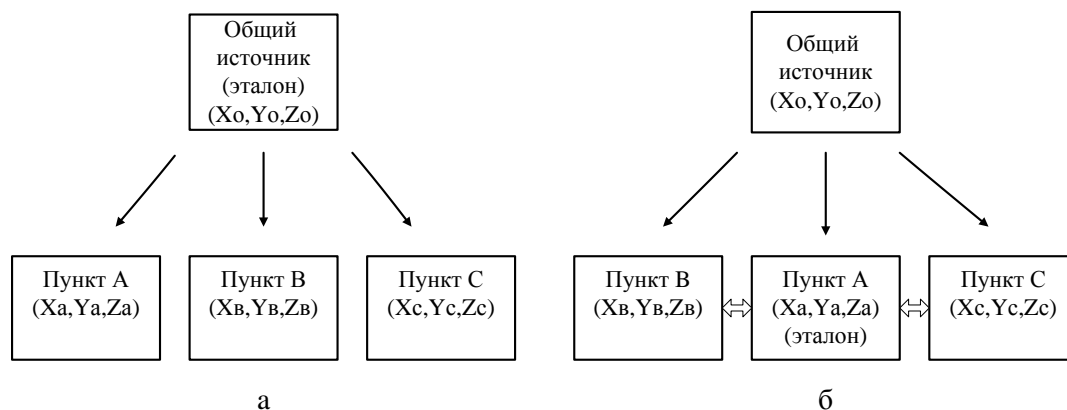 Общий
источник
(эталон)
(Xo,Yo,Zo)
Пункт А
(Xa,Ya,Za)
Пункт В
(Xв,Yв,Zв)
Пункт С
(Xc,Yc,Zc)
а
Общий
источник
(Xo,Yo,Zo)
Пункт В
(Xв,Yв,Zв)
Пункт А
(Xa,Ya,Za)
(эталон)
Пункт С
(Xc,Yc,Zc)
б